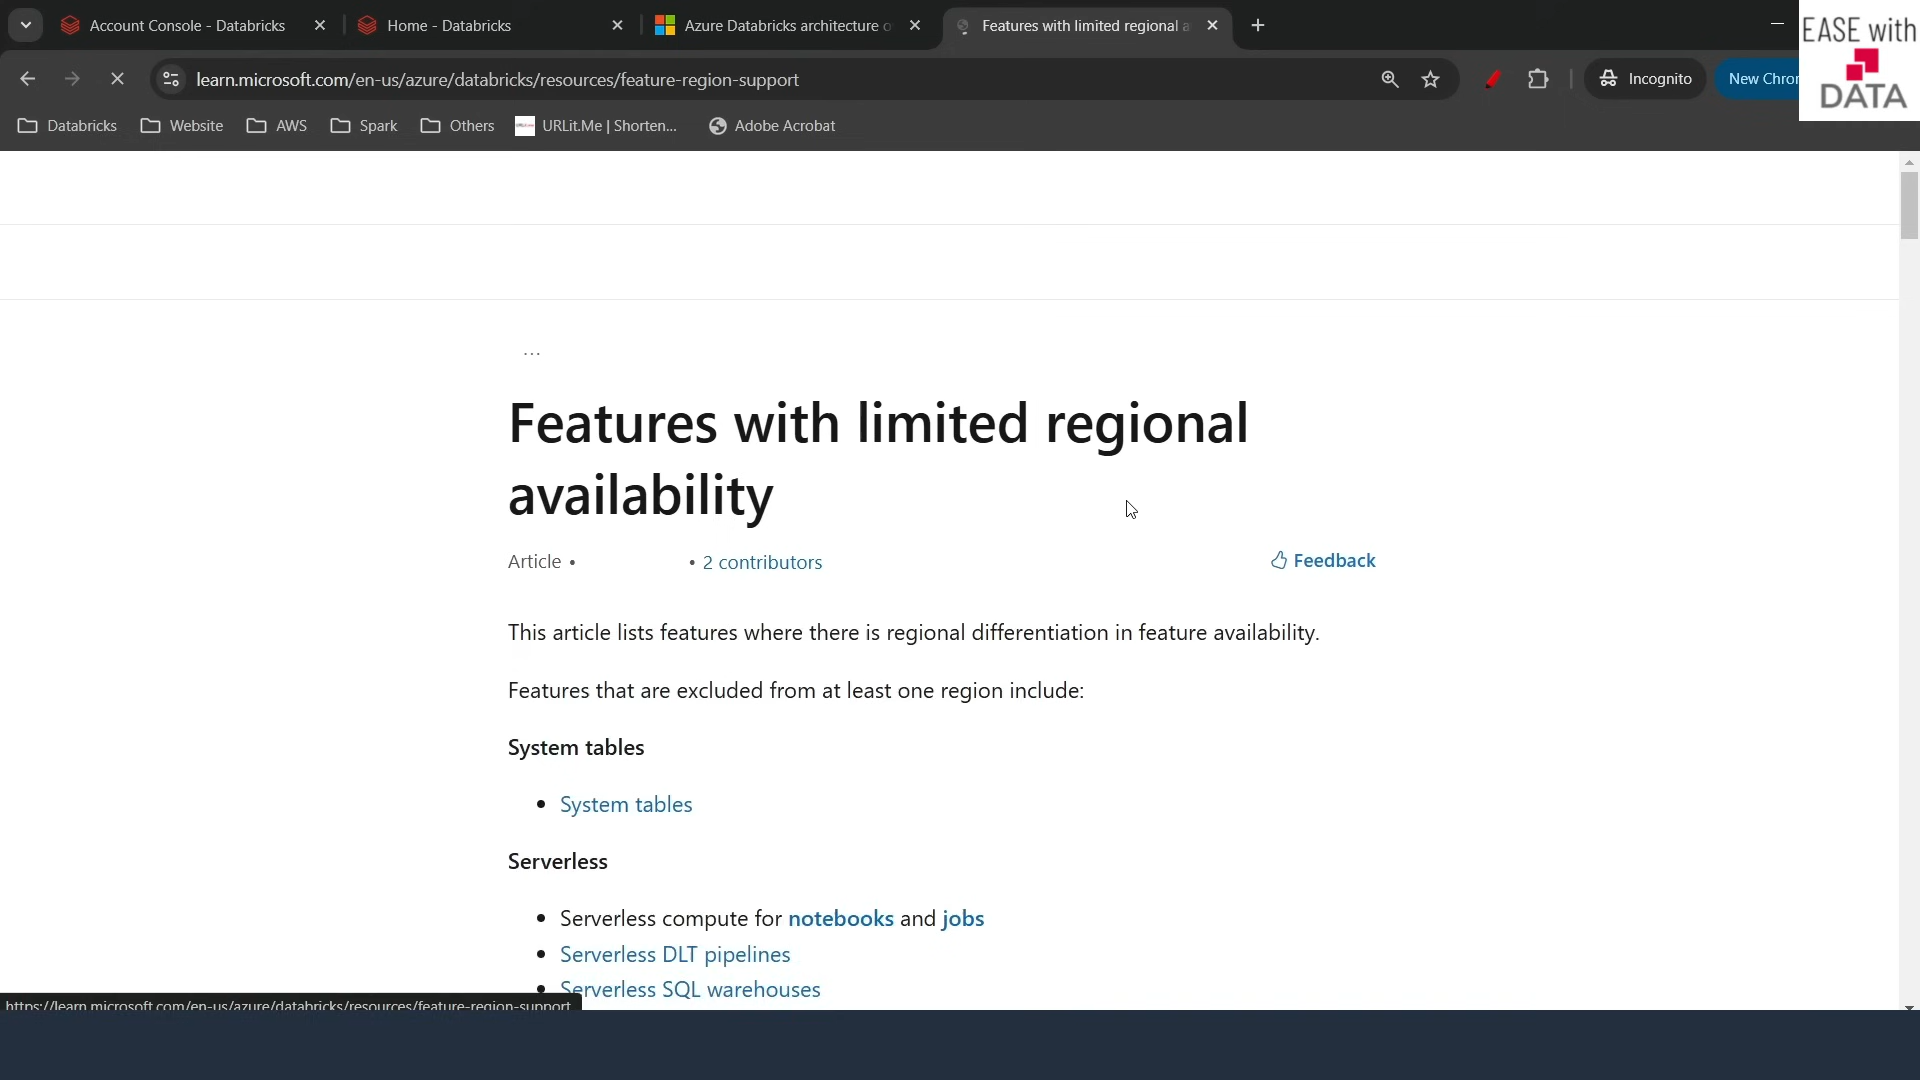 Account Console - Databricks
Home - Databricks
Azure Databricks architecture o
Features with limited regional a
learn.microsoft.com/en-us/azure/databricks/resources/feature-region-support
Incognito
New Chro
EASE with
DATA
Databricks
Website
AWS
Spark
Others
URLit.Me | Shorten...
Adobe Acrobat
...
Features with limited regional
availability
Article •
• 2 contributors
Feedback
This article lists features where there is regional differentiation in feature availability.
Features that are excluded from at least one region include:
System tables
• System tables
Serverless
• Serverless compute for notebooks and jobs
• Serverless DLT pipelines
• Serverless SQL warehouses
https://learn.microsoft.com/en-us/azure/databricks/resources/feature-region-support